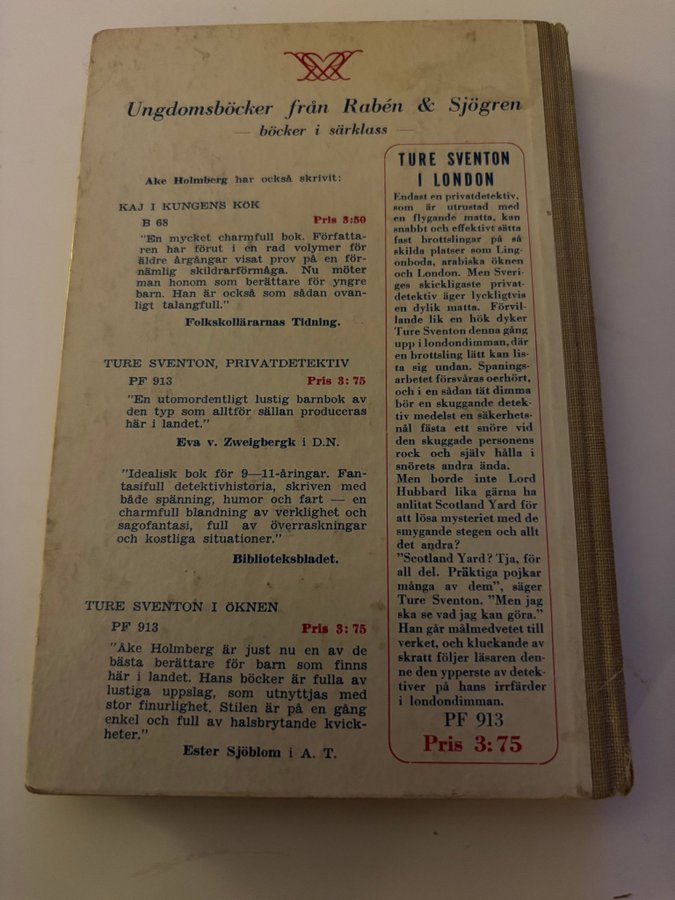 Ungdomsböcker från Rabén & Sjögren
— böcker i särklass —
Åke Holmberg har också skrivit:
KAJ I KUNGENS KÖK
B 68 Pris 3:50
"En mycket charmfull bok. Författa-
ren har förut i en rad volymer för
äldre årgångar visat prov på en för-
nämlig skildrarförmåga. Nu möter
man honom som berättare för yngre
barn. Han är också som sådan ovan-
ligt talangfull."
Folkskollärarnas Tidning.
TURE SVENTON, PRIVATDETEKTIV
PF 913 Pris 3:75
"En utomordentligt lustig barnbok av
den typ som alltför sällan produceras
här i landet."
Eva v. Zweigbergk i D.N.
"Idealisk bok för 9—11-åringar. Fan-
tasifull detektivhistoria, skriven med
både spänning, humor och fart — en
charmfull blandning av verklighet och
sagofantasi, full av överraskningar
och kostliga situationer."
Biblioteksbladet.
TURE SVENTON I ÖKNEN
PF 913 Pris 3:75
"Åke Holmberg är just nu en av de
bästa berättare för barn som finns
här i landet. Hans böcker är fulla av
lustiga uppslag, som utnyttjas med
stor finurlighet. Stilen är på en gång
enkel och full av halsbrytande kvick-
heter."
Ester Sjöblom i A. T.
TURE SVENTON
I LONDON
Endast en privatdetektiv,
som är utrustad med
en flygande matta, kan
snabbt och effektivt sätta
fast brottslingar på så
skilda platser som Ling-
onboda, arabiska öknen
och London. Men Sveri-
ges skickligaste privat-
detektiv äger lyckligtvis
en dylik matta. Förvil-
lande lik en hök dyker
Ture Sventon denna gång
upp i londondimman, där
en brottsling lätt kan lis-
ta sig undan. Spanings-
arbetet försvåras oerhört,
och i en sådan tät dimma
bör en skuggande detek-
tiv medelst en säkerhets-
nål fästa ett snöre vid
den skuggade personens
rock och själv hålla i
snörets andra ända.
Men borde inte Lord
Hubbard lika gärna ha
anlitat Scotland Yard för
att lösa mysteriet med de
smygande stegen och allt
det andra?
"Scotland Yard? Tja, för
all del. Präktiga pojkar
många av dem", säger
Ture Sventon. "Men jag
ska se vad jag kan göra."
Han går målmedvetet till
verket, och kluckande av
skratt följer läsaren den-
ne den ypperste av detek-
tiver på hans irrfärder
i londondimman.
PF 913
Pris 3:75